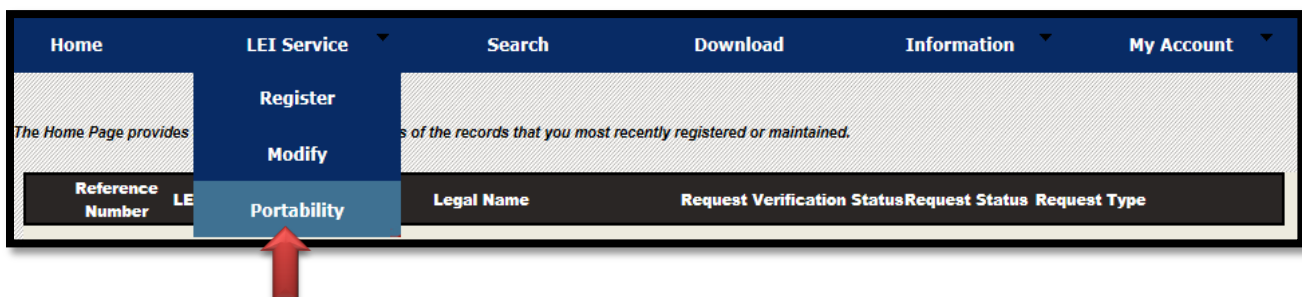 Home LEI Service Search Download Information My Account
Register
The Home Page provides s of the records that you most recently registered or maintained.
Modify
Reference Number LE Legal Name Request Verification Status Request Status Request Type
Portability